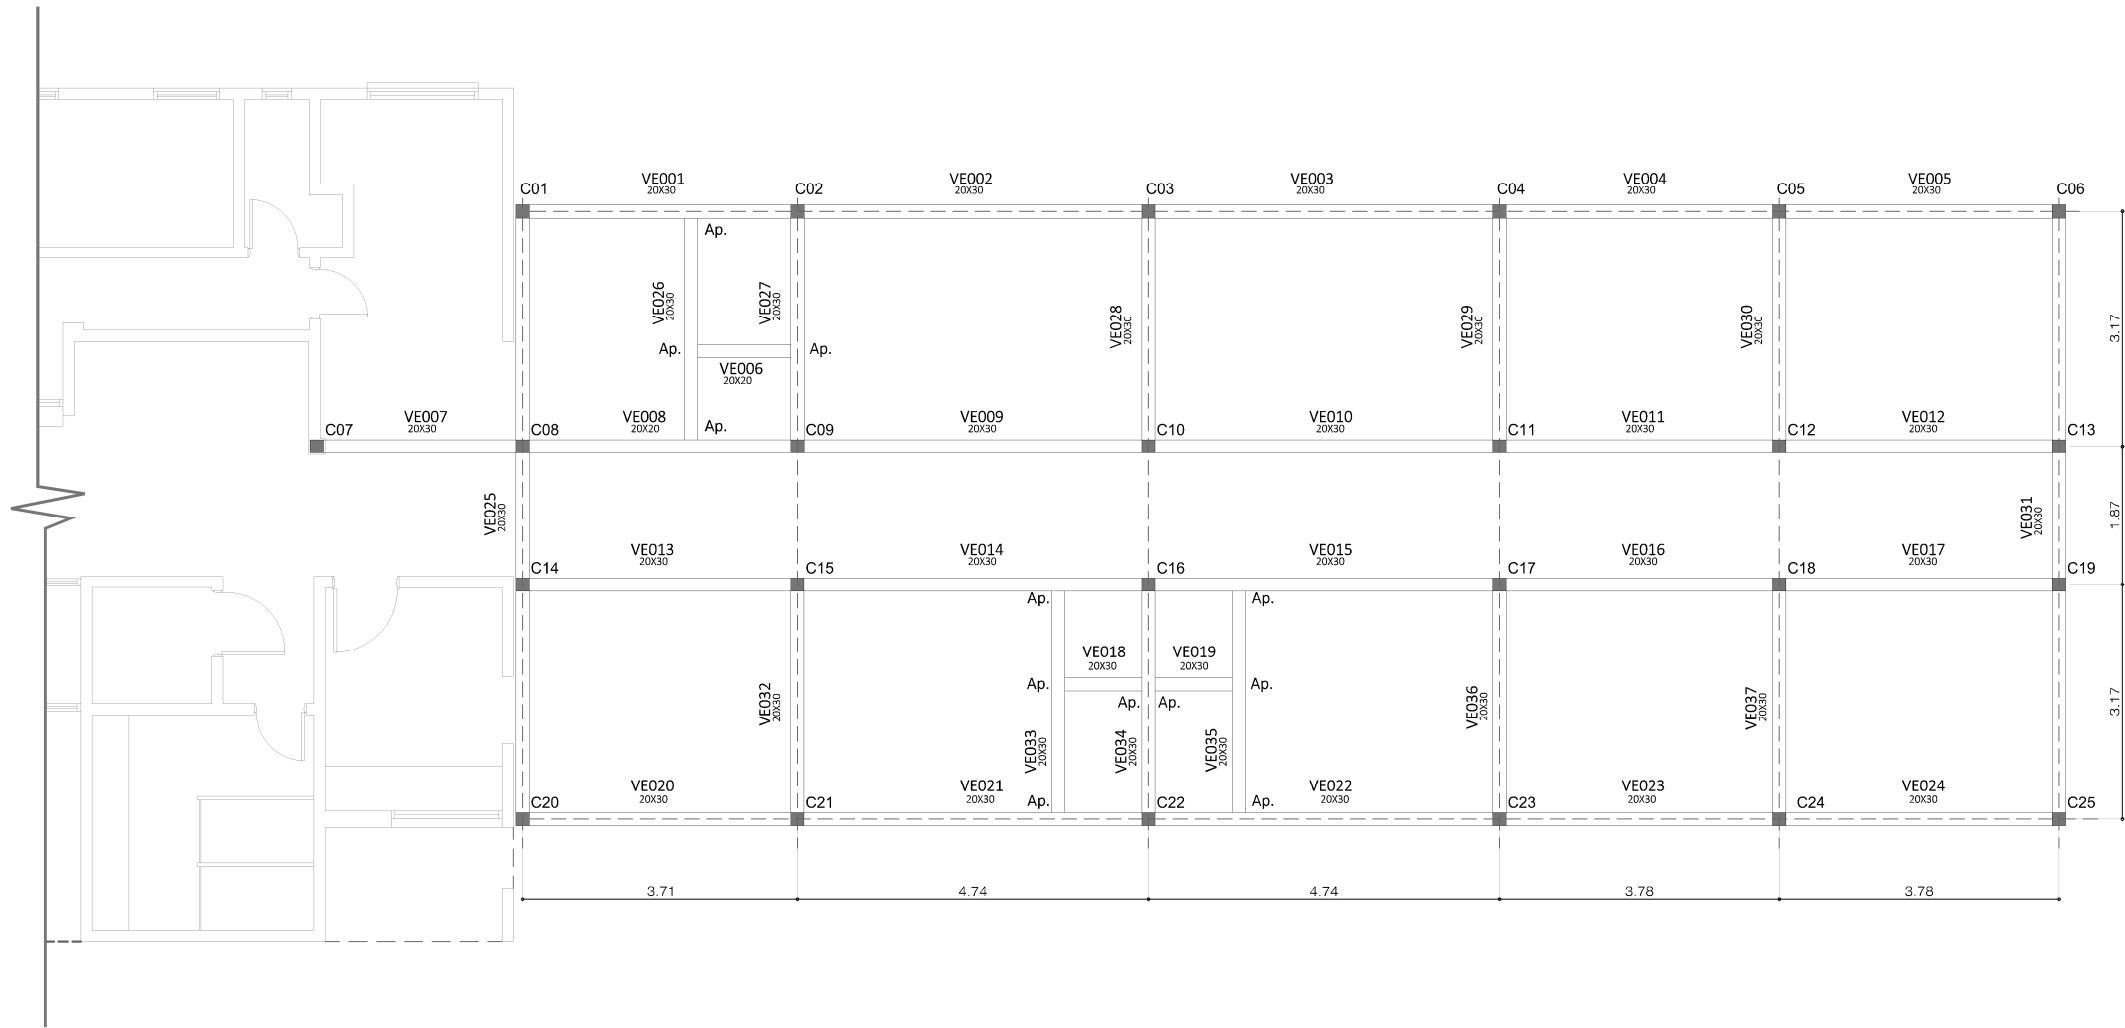 VE001
20X30
VE002
20X30
VE003
20X30
VE004
20X30
VE005
20X30
C01
C02
C03
C04
C05
C06
Ap.
VE026
20X30
VE027
20X30
VE028
20X30
VE029
20X30
VE030
20X30
3.17
Ap.
Ap.
VE006
20X20
VE007
20X30
VE008
20X20
Ap.
VE009
20X30
VE010
20X30
VE011
20X30
VE012
20X30
C07
C08
C09
C10
C11
C12
C13
VE025
20X30
VE031
20X30
1.87
VE013
20X30
VE014
20X30
VE015
20X30
VE016
20X30
VE017
20X30
C14
C15
C16
C17
C18
C19
Ap.
Ap.
VE018
20X30
VE019
20X30
Ap.
Ap.
Ap.
Ap.
VE032
20X30
VE033
20X30
VE034
20X30
VE035
20X30
VE036
20X30
VE037
20X30
3.17
VE020
20X30
VE021
20X30
VE022
20X30
VE023
20X30
VE024
20X30
Ap.
Ap.
C20
C21
C22
C23
C24
C25
3.71
4.74
4.74
3.78
3.78